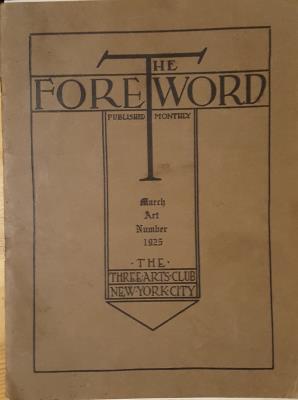 THE
FOREWORD
PUBLISHED MONTHLY
March
Art
Number
1925
·THE·
THREE·ARTS·CLUB
NEW·YORK·CITY